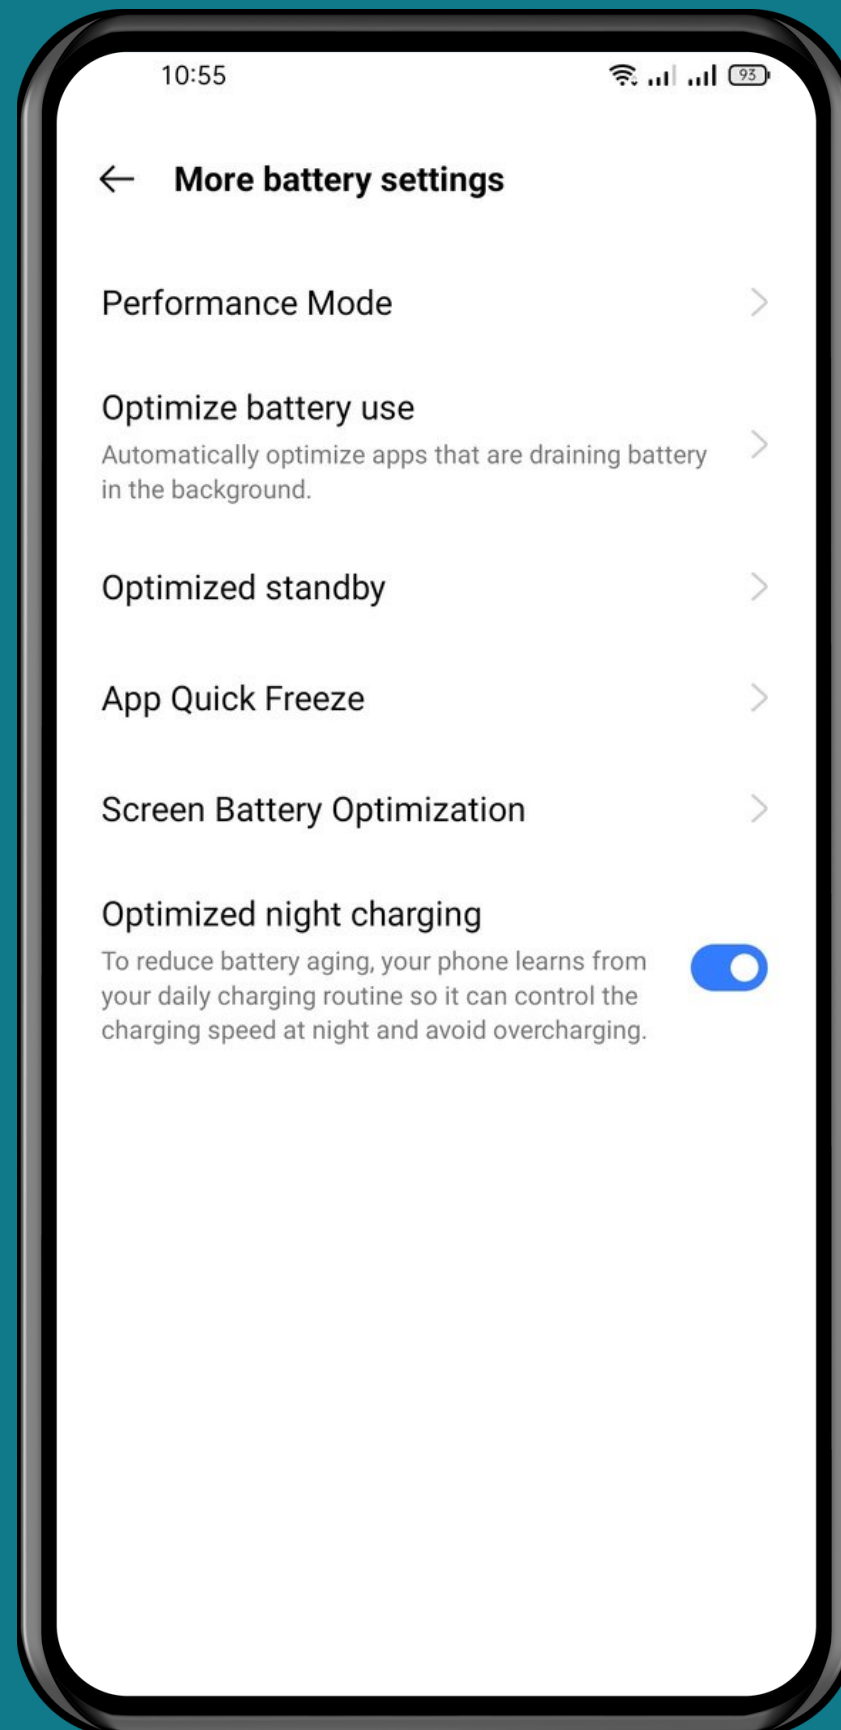 10:55
93
More battery settings
Performance Mode
Optimize battery use
Automatically optimize apps that are draining battery
in the background.
Optimized standby
App Quick Freeze
Screen Battery Optimization
Optimized night charging
To reduce battery aging, your phone learns from
your daily charging routine so it can control the
charging speed at night and avoid overcharging.